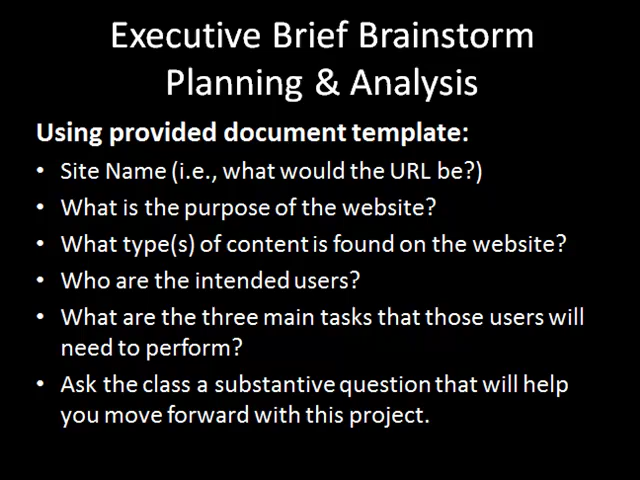 Executive Brief Brainstorm
Planning & Analysis
Using provided document template:
• Site Name (i.e., what would the URL be?)
• What is the purpose of the website?
• What type(s) of content is found on the website?
• Who are the intended users?
• What are the three main tasks that those users will
need to perform?
• Ask the class a substantive question that will help
you move forward with this project.